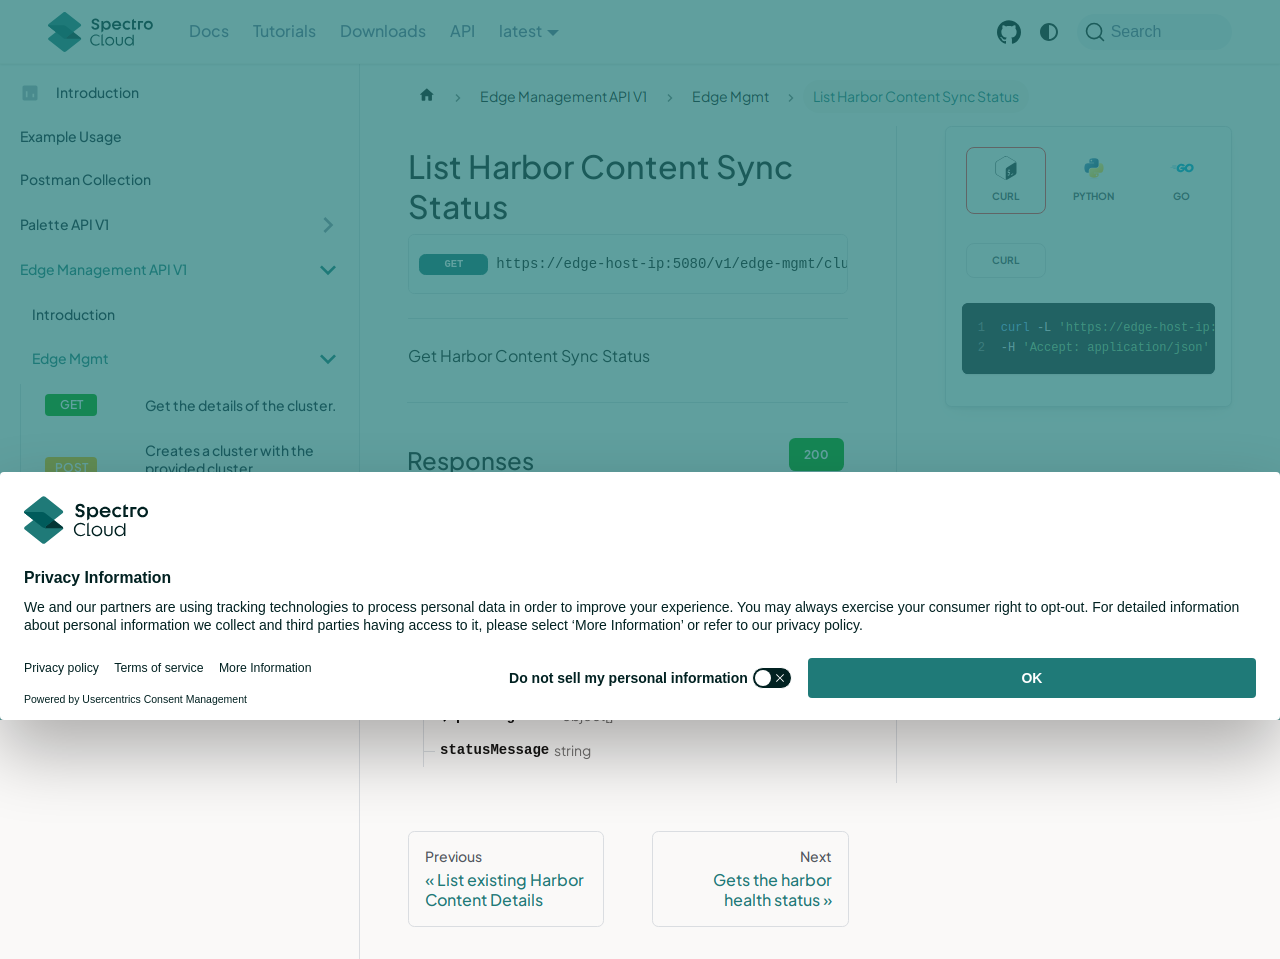 Spectro
Cloud
Docs
Tutorials
Downloads
API
latest
Search
Introduction
Example Usage
Postman Collection
Palette API V1
Edge Management API V1
Introduction
Edge Mgmt
GET
Get the details of the cluster.
POST
Creates a cluster with the
provided cluster
Edge Management API V1
Edge Mgmt
List Harbor Content Sync Status
List Harbor Content Sync
Status
GET
https://edge-host-ip:5080/v1/edge-mgmt/clu
Get Harbor Content Sync Status
Responses
200
CURL
PYTHON
GO
CURL
1 curl -L 'https://edge-host-ip:
2 -H 'Accept: application/json'
Spectro
Cloud
Privacy Information
We and our partners are using tracking technologies to process personal data in order to improve your experience. You may always exercise your consumer right to opt-out. For detailed information
about personal information we collect and third parties having access to it, please select ‘More Information’ or refer to our privacy policy.
Privacy policy
Terms of service
More Information
Powered by Usercentrics Consent Management
Do not sell my personal information
OK
statusMessage string
Previous
« List existing Harbor
Content Details
Next
Gets the harbor
health status »